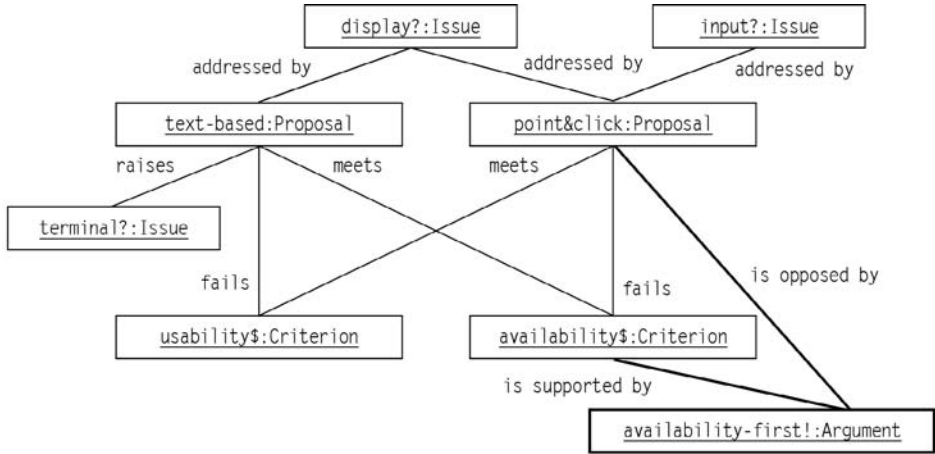 display?:Issue
input?:Issue
addressed by
addressed by
addressed by
text-based:Proposal
point&click:Proposal
raises
meets
meets
terminal?:Issue
is opposed by
fails
fails
usability$:Criterion
availability$:Criterion
is supported by
availability-first!:Argument